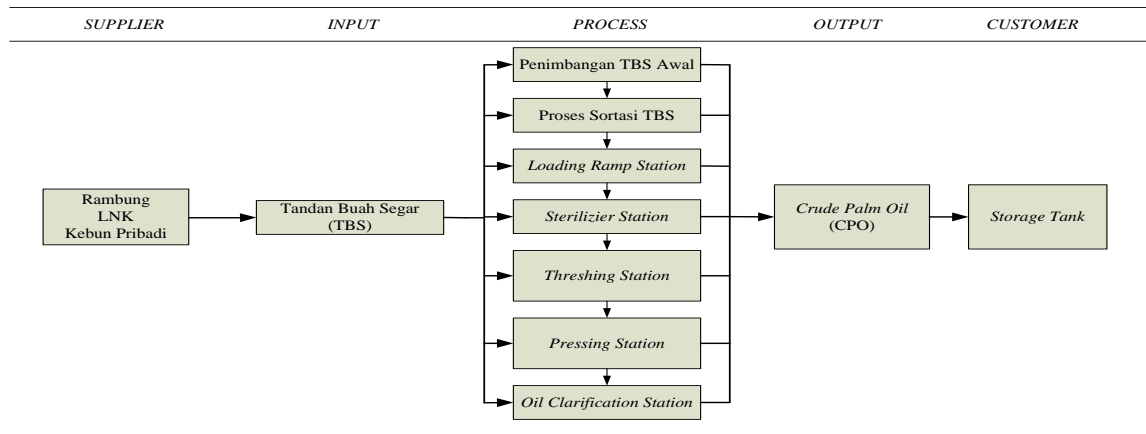 SUPPLIER
INPUT
PROCESS
OUTPUT
CUSTOMER
Rambung
LNK
Kebun Pribadi
Tandan Buah Segar
(TBS)
Penimbangan TBS Awal
Proses Sortasi TBS
Loading Ramp Station
Sterilizier Station
Threshing Station
Pressing Station
Oil Clarification Station
Crude Palm Oil
(CPO)
Storage Tank